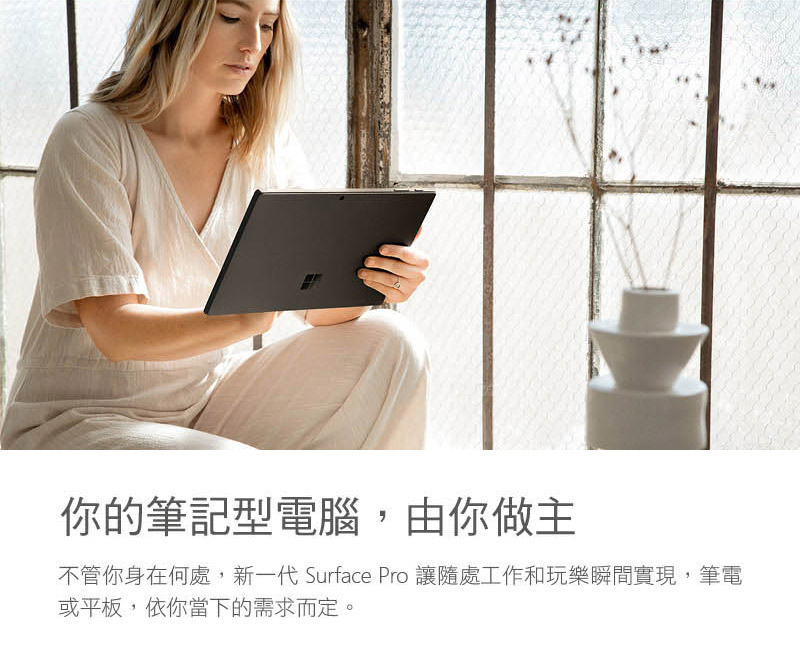 你的筆記型電腦，由你做主
不管你身在何處，新一代 Surface Pro 讓隨處工作和玩樂瞬間實現，筆電
或平板，依你當下的需求而定。